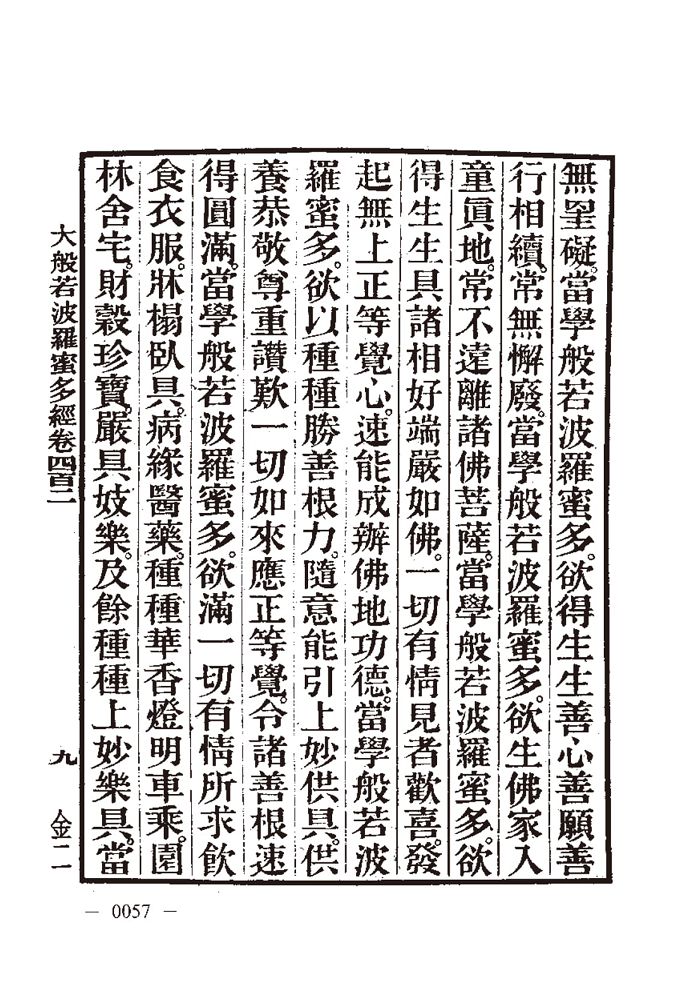 無罣礙。當學般若波羅蜜多。欲得生生善心善願善
行相續。常無懈廢。當學般若波羅蜜多。欲生佛家入
童眞地。常不遠離諸佛菩薩。當學般若波羅蜜多。欲
得生生具諸相好端嚴如佛。一切有情見者歡喜。發
起無上正等覺心。速能成辦佛地功德。當學般若波
羅蜜多。欲以種種勝善根力。隨意能引上妙供具。供
養恭敬尊重讚歎一切如來應正等覺。令諸善根速
得圓滿。當學般若波羅蜜多。欲滿一切有情所求飲
食衣服。牀榻臥具。病緣醫藥。種種華香燈明車乘。園
林舍宅。財穀珍寶。嚴具妓樂。及餘種種上妙樂具。當
大般若波羅蜜多經卷四百二 九 金二
— 0057 —